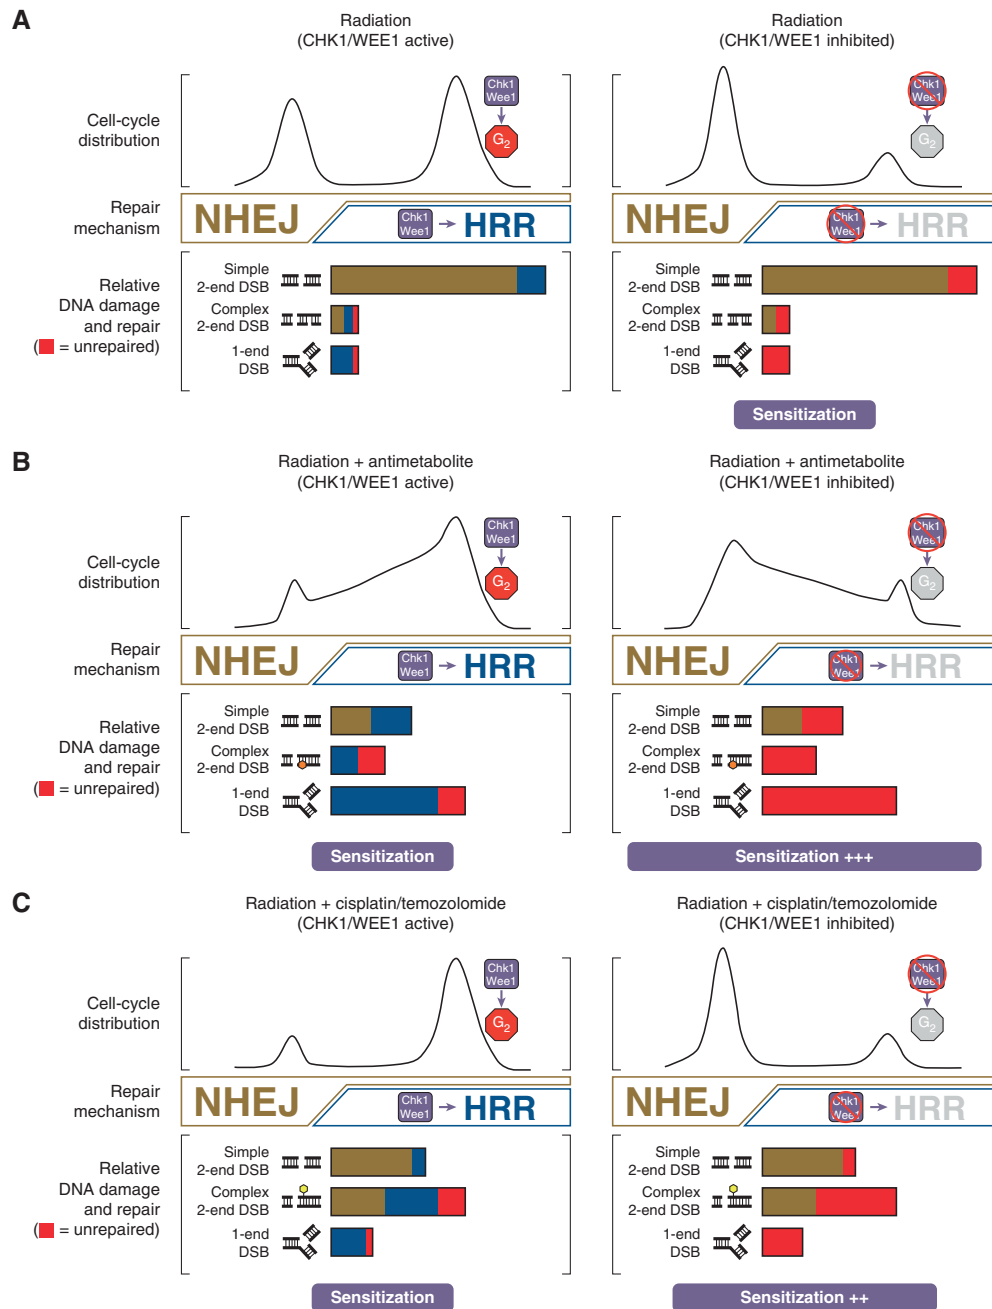 A
Radiation
(CHK1/WEE1 active)
Radiation
(CHK1/WEE1 inhibited)
Cell-cycle
distribution
Chk1
Wee1
G2
Chk1
Wee1
G2
Repair
mechanism
NHEJ
Chk1
Wee1
HRR
NHEJ
Chk1
Wee1
HRR
Relative
DNA damage
and repair
( = unrepaired)
Simple
2-end DSB
Complex
2-end DSB
1-end
DSB
Simple
2-end DSB
Complex
2-end DSB
1-end
DSB
Sensitization
B
Radiation + antimetabolite
(CHK1/WEE1 active)
Radiation + antimetabolite
(CHK1/WEE1 inhibited)
Cell-cycle
distribution
Chk1
Wee1
G2
Chk1
Wee1
G2
Repair
mechanism
NHEJ
Chk1
Wee1
HRR
NHEJ
Chk1
Wee1
HRR
Relative
DNA damage
and repair
( = unrepaired)
Simple
2-end DSB
Complex
2-end DSB
1-end
DSB
Simple
2-end DSB
Complex
2-end DSB
1-end
DSB
Sensitization
Sensitization +++
C
Radiation + cisplatin/temozolomide
(CHK1/WEE1 active)
Radiation + cisplatin/temozolomide
(CHK1/WEE1 inhibited)
Cell-cycle
distribution
Chk1
Wee1
G2
Chk1
Wee1
G2
Repair
mechanism
NHEJ
Chk1
Wee1
HRR
NHEJ
Chk1
Wee1
HRR
Relative
DNA damage
and repair
( = unrepaired)
Simple
2-end DSB
Complex
2-end DSB
1-end
DSB
Simple
2-end DSB
Complex
2-end DSB
1-end
DSB
Sensitization
Sensitization ++